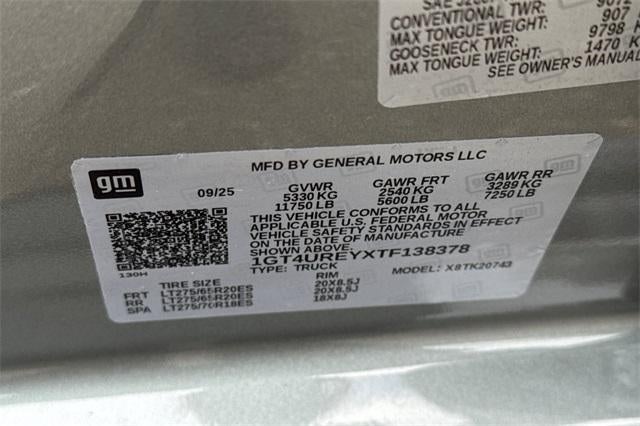 CONVENTIONAL TWR:
MAX TONGUE WEIGHT: 907
GOOSENECK TWR: 9798
MAX TONGUE WEIGHT: 1470 K
SEE OWNER'S MANUAL
gm
MFD BY GENERAL MOTORS LLC
09/25 GVWR GAWR FRT GAWR RR
5330 KG 2540 KG 3289 KG
11750 LB 5600 LB 7250 LB
THIS VEHICLE CONFORMS TO ALL
APPLICABLE U.S. FEDERAL MOTOR
VEHICLE SAFETY STANDARDS IN EFFECT
ON THE DATE OF MANUFACTURE
SHOWN ABOVE.
1GT4UREYXTF138378
TYPE: TRUCK MODEL: X8TK20743
130H
TIRE SIZE RIM
FRT LT275/65R20ES 20X8.5J
RR LT275/65R20ES 20X8.5J
SPA LT275/70R18ES 18X8J